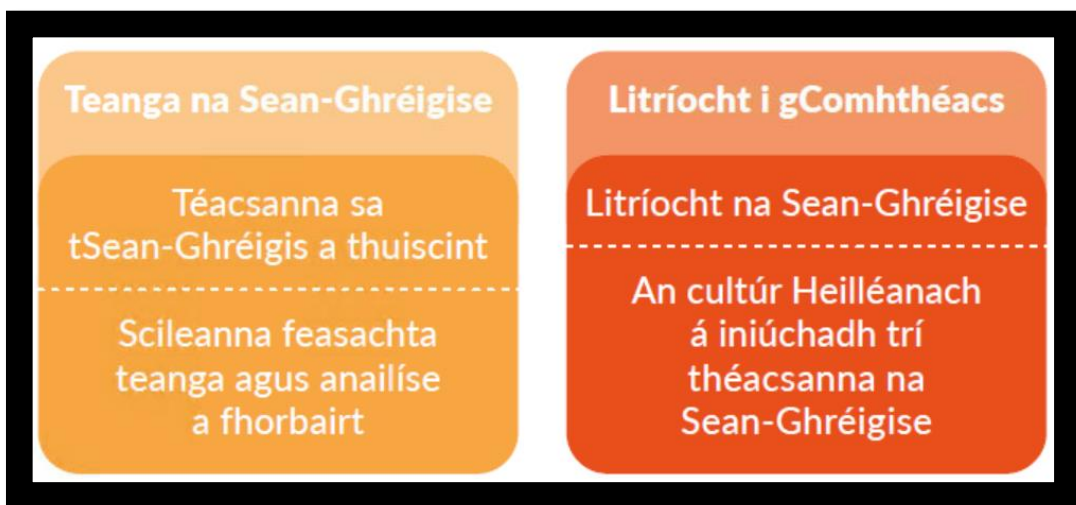 Teanga na Sean-Ghréigise
Téacsanna sa
tSean-Ghréigis a thuiscint
Scileanna feasachta
teanga agus anailíse
a fhorbairt
Litríocht i gComhthéacs
Litríocht na Sean-Ghréigise
An cultúr Heilléanach
á iniúchadh trí
théacsanna na
Sean-Ghréigise